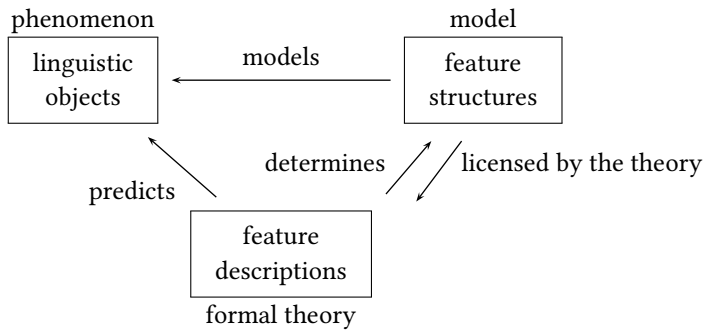 phenomenon
model
linguistic
objects
models
feature
structures
determines
licensed by the theory
predicts
feature
descriptions
formal theory